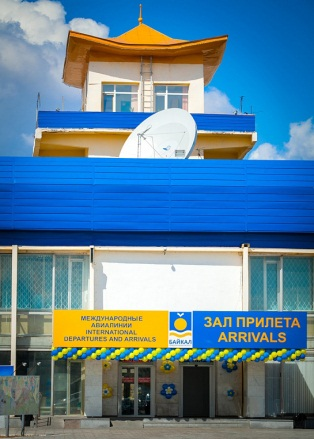 МЕЖДУНАРОДНЫЕ
АВИАЛИНИИ
INTERNATIONAL
DEPARTURES AND ARRIVALS
БАЙКАЛ
ЗАЛ ПРИЛЕТА
ARRIVALS